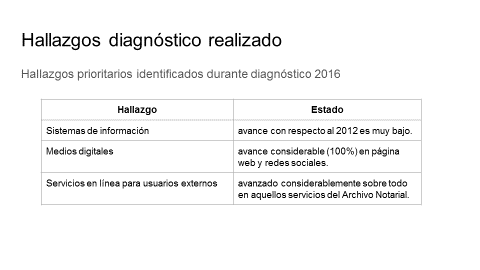 Hallazgos diagnóstico realizado
Hallazgos prioritarios identificados durante diagnóstico 2016
Hallazgo
Estado
Sistemas de información
avance con respecto al 2012 es muy bajo.
Medios digitales
avance considerable (100%) en página
web y redes sociales.
Servicios en línea para usuarios externos
avanzado considerablemente sobre todo
en aquellos servicios del Archivo Notarial.